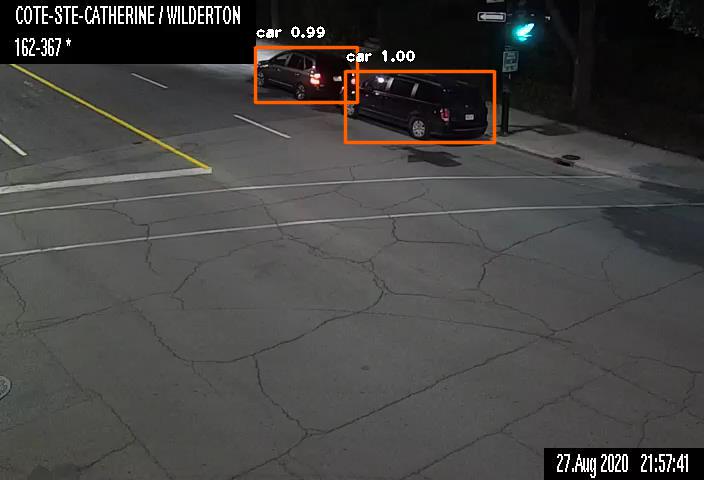 COTE-STE-CATHERINE / WILDERTON
162-367 *
car 0.99
car 1.00
27.Aug 2020 21:57:41